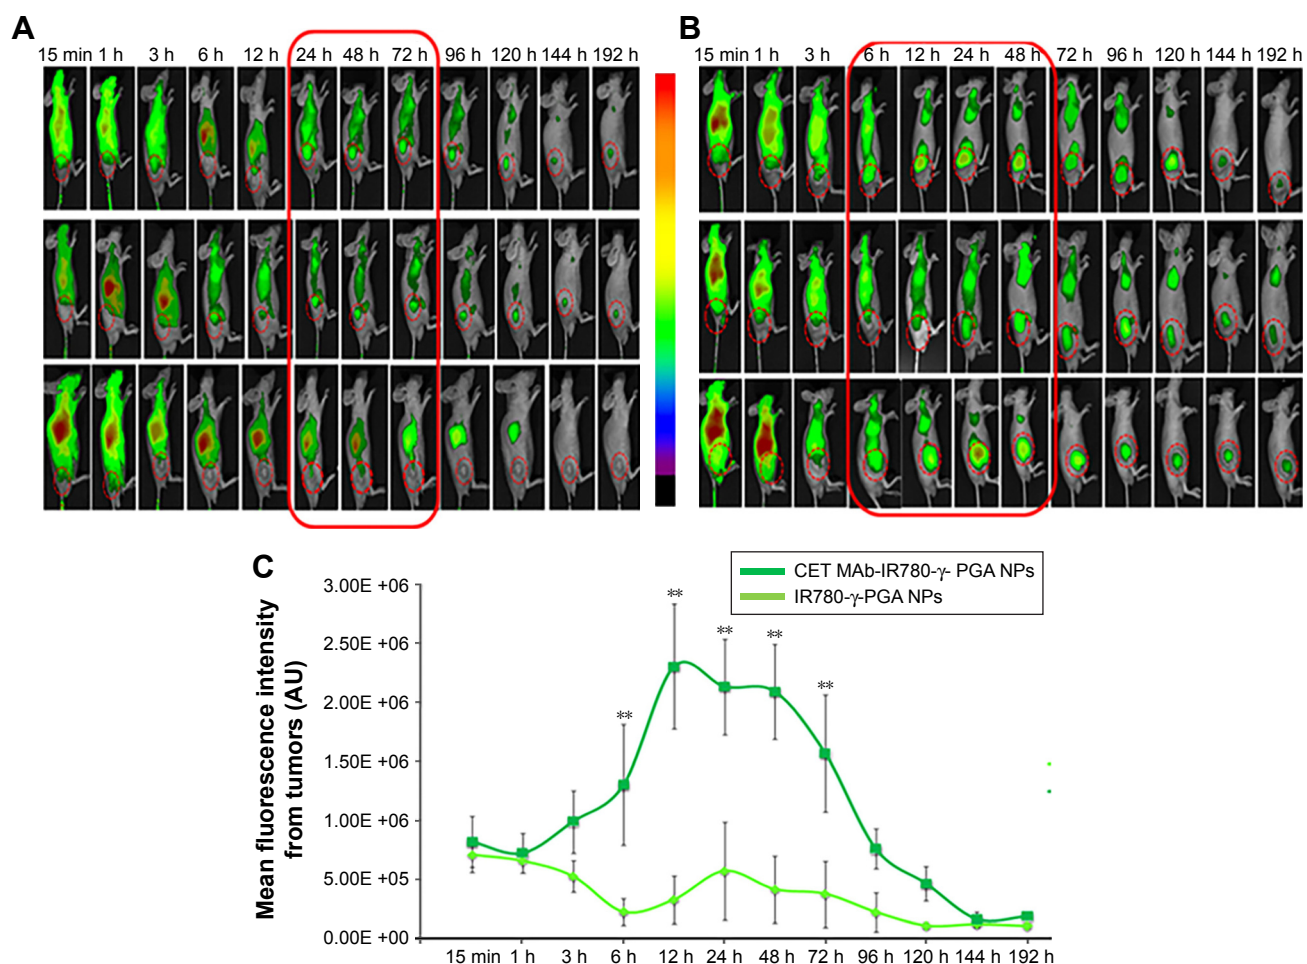 A
15 min 1 h 3 h 6 h 12 h 24 h 48 h 72 h 96 h 120 h 144 h 192 h
B
15 min 1 h 3 h 6 h 12 h 24 h 48 h 72 h 96 h 120 h 144 h 192 h
C
CET MAb-IR780-γ- PGA NPs
IR780-γ-PGA NPs
Mean fluorescence intensity
from tumors (AU)
3.00E +06
2.50E +06
2.00E +06
1.50E +06
1.00E +06
5.00E +05
0.00E +00
** ** ** ** **
15 min 1 h 3 h 6 h 12 h 24 h 48 h 72 h 96 h 120 h 144 h 192 h